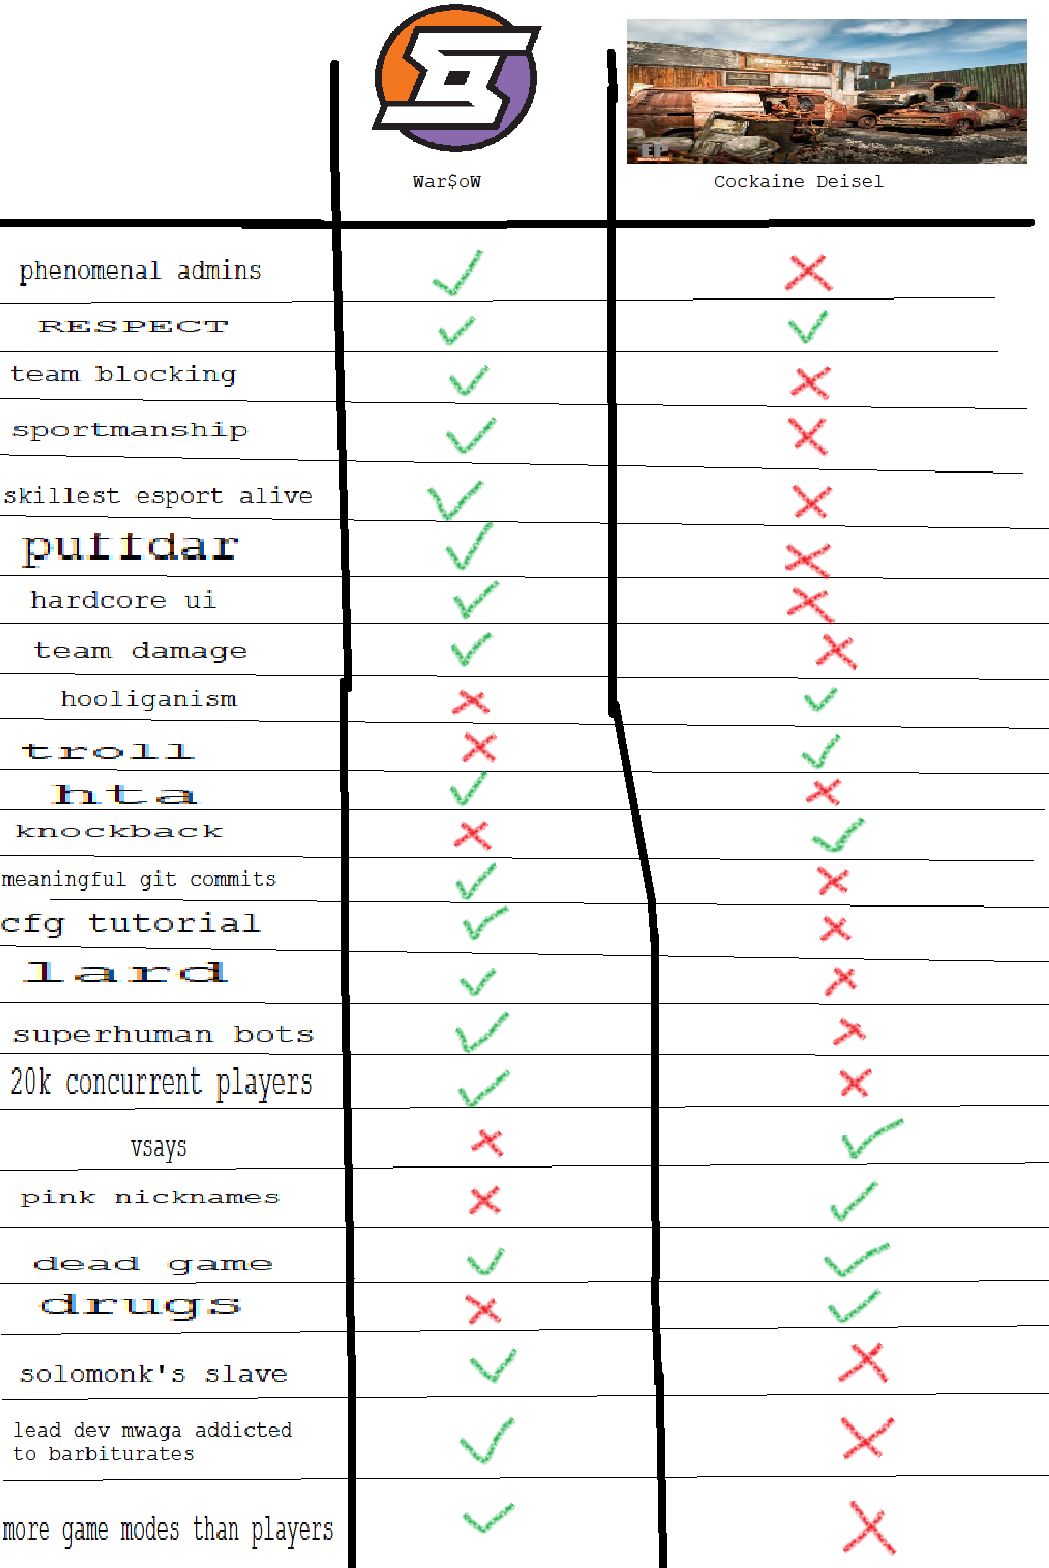 War$oW
Cockaine Deisel
phenomenal admins
RESPECT
team blocking
sportmanship
skillest esport alive
puffdar
hardcore ui
team damage
hooliganism
troll
hta
knockback
meaningful git commits
cfg tutorial
lard
superhuman bots
20k concurrent players
vsays
pink nicknames
dead game
drugs
solomonk's slave
lead dev mwaga addicted
to barbiturates
more game modes than players